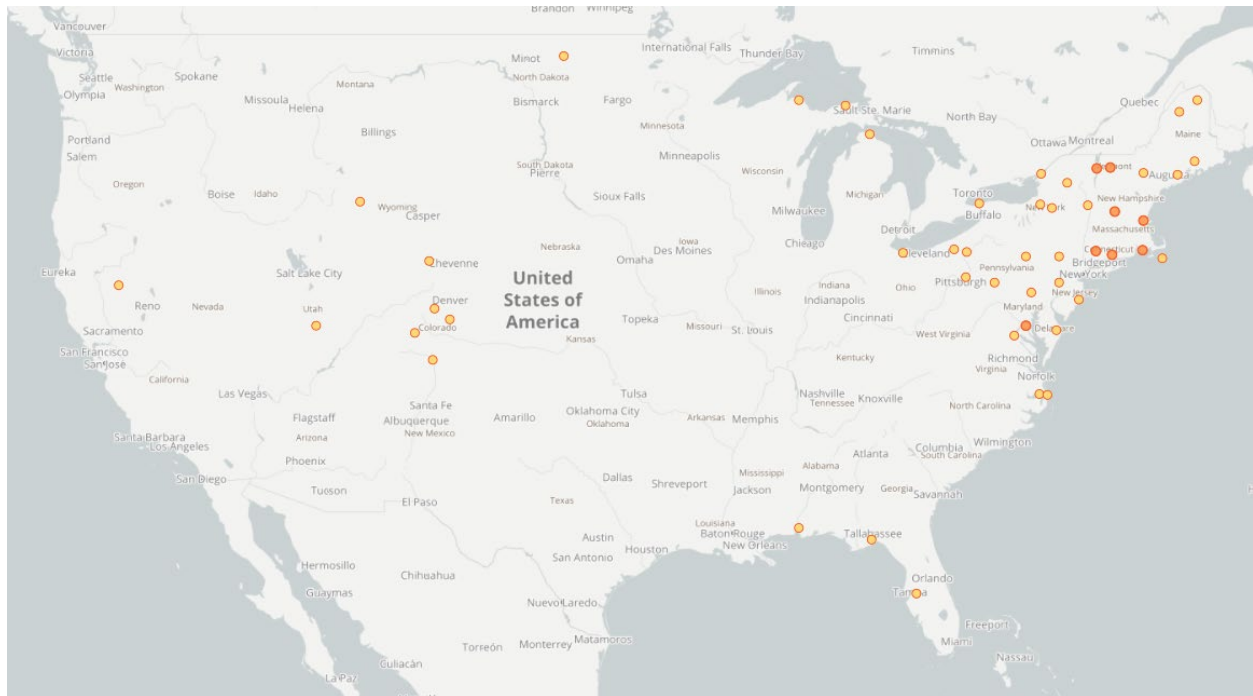 Brandon
Winnipeg
Vancouver
Victoria
Seattle
Washington
Spokane
Olympia
Missoula
Helena
Montana
Minot
North Dakota
International Falls
Thunder Bay
Timmins
Bismarck
Fargo
Sault Ste. Marie
North Bay
Quebec
Portland
Salem
Billings
Minnesota
Minneapolis
Ottawa
Montreal
Maine
Oregon
Boise
Idaho
Wyoming
Casper
South Dakota
Pierre
Sioux Falls
Wisconsin
Michigan
Toronto
Buffalo
New Hampshire
Milwaukee
Detroit
Massachusetts
Eureka
Salt Lake City
Cheyenne
Nebraska
Omaha
Iowa
Des Moines
Chicago
Cleveland
Bridgeport
New York
Reno
Nevada
Utah
Denver
Colorado
United
States of
America
Illinois
Indiana
Indianapolis
Ohio
Pittsburgh
Pennsylvania
New Jersey
Maryland
Sacramento
San Francisco
San José
Kansas
Topeka
Missouri
St. Louis
Cincinnati
West Virginia
Delaware
California
Las Vegas
Kentucky
Richmond
Virginia
Norfolk
Flagstaff
Arizona
Santa Fe
Albuquerque
New Mexico
Amarillo
Tulsa
Oklahoma City
Oklahoma
Arkansas
Memphis
Nashville
Tennessee
Knoxville
North Carolina
Santa Barbara
Los Angeles
San Diego
Phoenix
Tucson
El Paso
Dallas
Texas
Shreveport
Mississippi
Jackson
Alabama
Montgomery
Atlanta
Georgia
Columbia
South Carolina
Wilmington
Savannah
Louisiana
Baton Rouge
New Orleans
Tallahassee
Austin
San Antonio
Houston
Hermosillo
Guaymas
Chihuahua
Nuevo Laredo
Orlando
Tampa
Torreón
Monterrey
Matamoros
Culiacán
La Paz
Freeport
Miami
Nassau